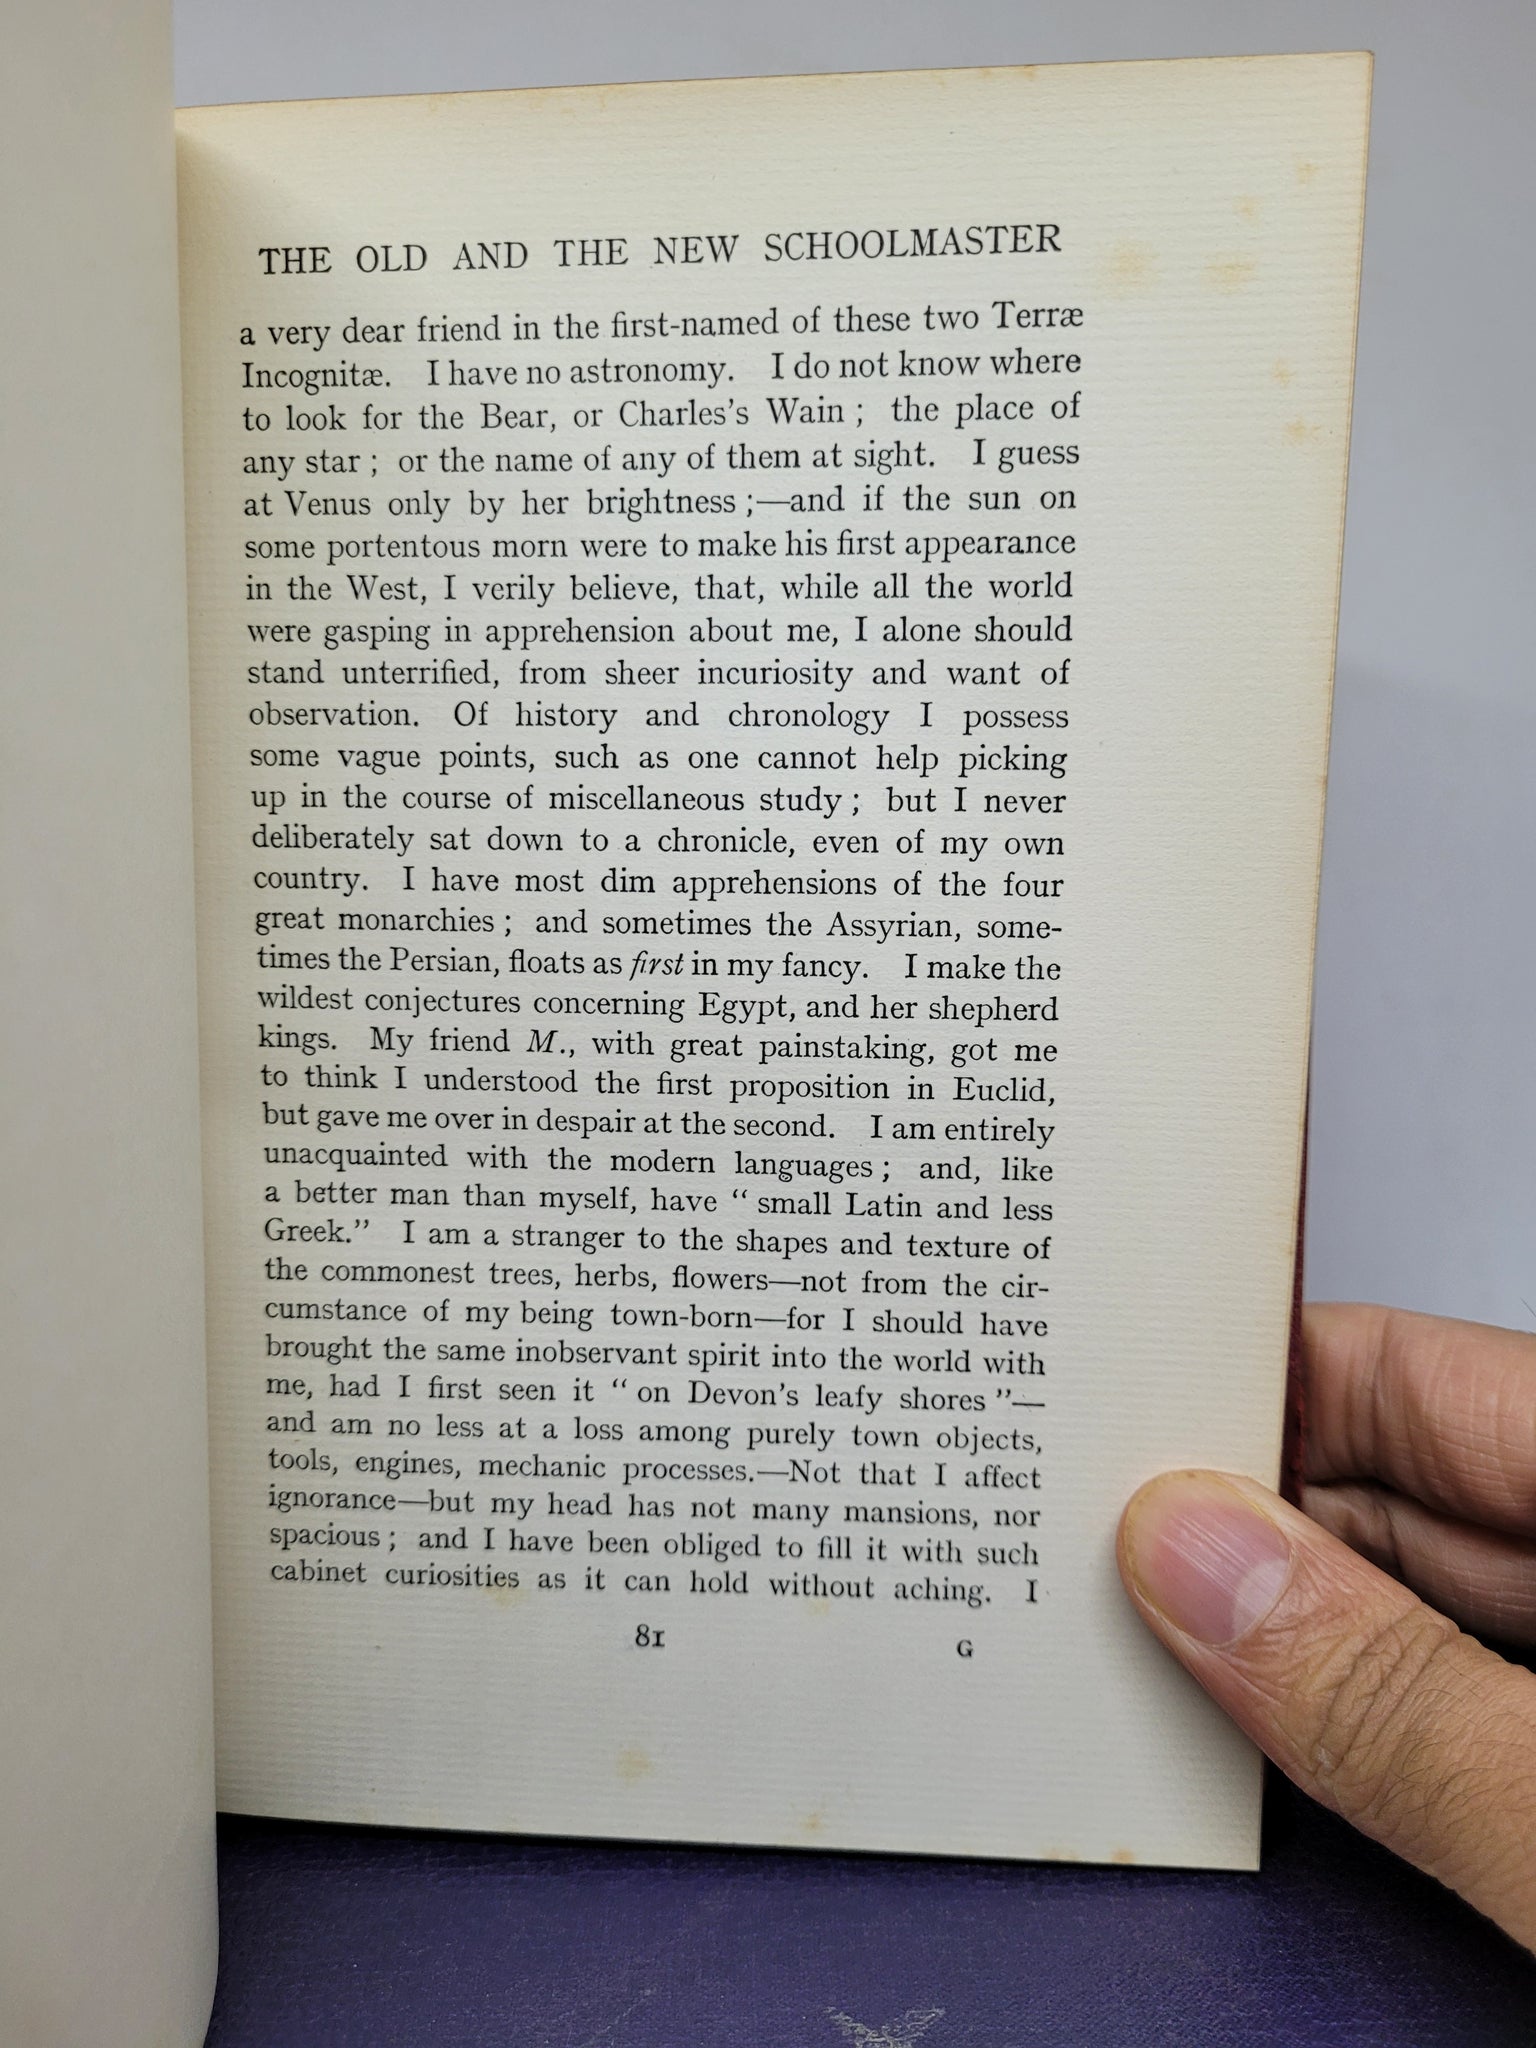 THE OLD AND THE NEW SCHOOLMASTER
a very dear friend in the first-named of these two Terræ
Incognitæ. I have no astronomy. I do not know where
to look for the Bear, or Charles's Wain ; the place of
any star ; or the name of any of them at sight. I guess
at Venus only by her brightness ;—and if the sun on
some portentous morn were to make his first appearance
in the West, I verily believe, that, while all the world
were gasping in apprehension about me, I alone should
stand unterrified, from sheer incuriosity and want of
observation. Of history and chronology I possess
some vague points, such as one cannot help picking
up in the course of miscellaneous study ; but I never
deliberately sat down to a chronicle, even of my own
country. I have most dim apprehensions of the four
great monarchies ; and sometimes the Assyrian, some-
times the Persian, floats as first in my fancy. I make the
wildest conjectures concerning Egypt, and her shepherd
kings. My friend M., with great painstaking, got me
to think I understood the first proposition in Euclid,
but gave me over in despair at the second. I am entirely
unacquainted with the modern languages ; and, like
a better man than myself, have “ small Latin and less
Greek.” I am a stranger to the shapes and texture of
the commonest trees, herbs, flowers—not from the cir-
cumstance of my being town-born—for I should have
brought the same inobservant spirit into the world with
me, had I first seen it “ on Devon's leafy shores ”—
and am no less at a loss among purely town objects,
tools, engines, mechanic processes.—Not that I affect
ignorance—but my head has not many mansions, nor
spacious ; and I have been obliged to fill it with such
cabinet curiosities as it can hold without aching. I
81 G